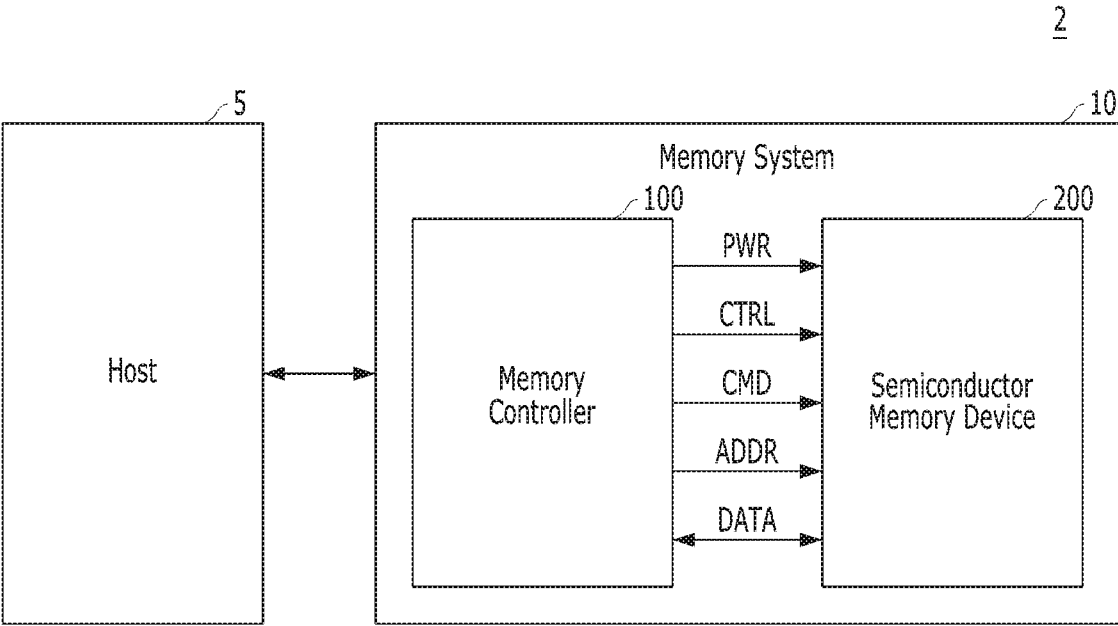 2
5
10
Memory System
100
200
PWR
CTRL
Host
CMD
Memory
Controller
Semiconductor
Memory Device
ADDR
DATA